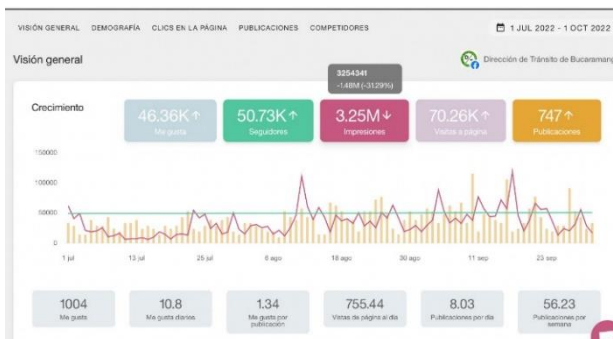 VISIÓN GENERAL DEMOGRAFÍA CLICS EN LA PÁGINA PUBLICACIONES COMPETIDORES 1 JUL 2022 - 1 OCT 2022
Visión general
Dirección de Tránsito de Bucaramang
3254341
-1.48M (-31.29%)
Crecimiento
46.36K↑ 50.73K↑ 3.25M↓ 70.26K↑ 747↑
Me gusta Seguidores Impresiones Visitas a página Publicaciones
150000
100000
50000
0
1 jul 13 jul 25 jul 6 ago 18 ago 30 ago 11 sep 23 sep
1004 10.8 1.34 755.44 8.03 56.23
Me gusta Me gusta diarios Me gusta por publicación Vistas de página al día Publicaciones por día Publicaciones por semana